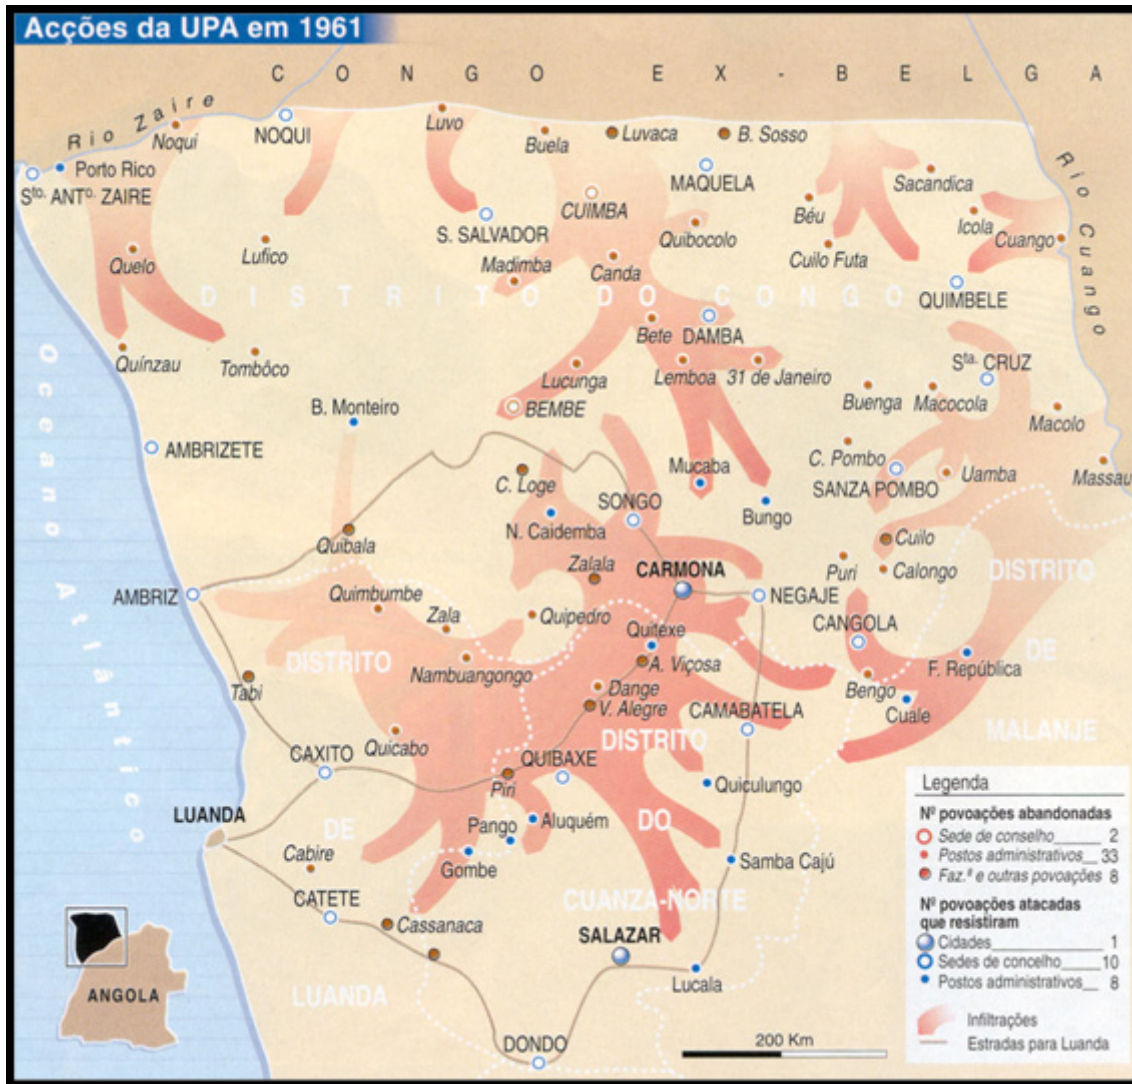 Acções da UPA em 1961
CONGO EX-BELGA
Rio Zaire
Noqui
NOQUI
Luvo
Buela
Luvaca
B. Sosso
Porto Rico
Sto. ANTº. ZAIRE
MAQUELA
Sacandica
Rio Cuango
CUIMBA
Béu
Icola
S. SALVADOR
Quibocolo
Cuango
Quelo
Lufico
Madimba
Canda
Cuilo Futa
DISTRITO DO CONGO
QUIMBELE
Bete
DAMBA
Quínzau
Tombôco
Lucunga
Lemboa
31 de Janeiro
Sta. CRUZ
Oceano Atlântico
B. Monteiro
BEMBE
Buenga
Macocola
Macolo
AMBRIZETE
Mucaba
C. Pombo
SANZA POMBO
Uamba
Massau
C. Loge
SONGO
N. Caidemba
Bungo
Quibala
Cuilo
Zalala
CARMONA
Puri
Calongo
DISTRITO
AMBRIZ
Quimbumbe
Zala
Quipedro
NEGAJE
CANGOLA
Quitexe
DE
DISTRITO
Nambuangongo
A. Viçosa
F. República
Tabi
Dange
Bengo
V. Alegre
CAMABATELA
Cuale
Quicabo
DISTRITO
MALANJE
CAXITO
QUIBAXE
Piri
Quiculungo
LUANDA
DE
Pango
Aluquém
DO
Cabire
Gombe
Samba Cajú
CATETE
CUANZA-NORTE
Cassanaca
SALAZAR
LUANDA
Lucala
DONDO
ANGOLA
200 Km
Legenda
Nº povoações abandonadas
Sede de conselho 2
Postos administrativos 33
Faz.ª e outras povoações 8
Nº povoações atacadas
que resistiram
Cidades 1
Sedes de concelho 10
Postos administrativos 8
Infiltrações
Estradas para Luanda